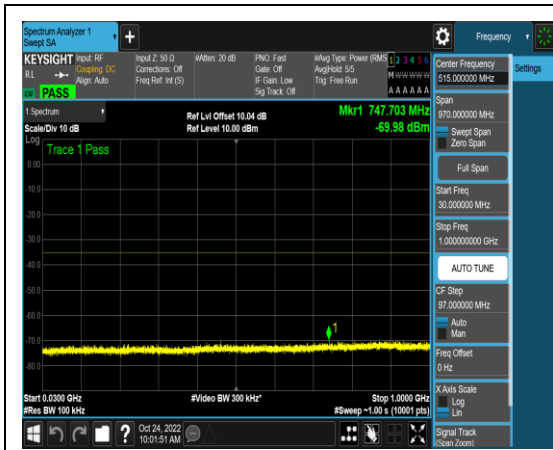 Spectrum Analyzer 1
Swept SA
Frequency
KEYSIGHT
Input: RF
Coupling: DC
Align: Auto
Input Z: 50 Ω
Corrections: Off
Freq Ref: Int (S)
#Atten: 20 dB
PNO: Fast
Gate: Off
IF Gain: Low
Sig Track: Off
#Avg Type: Power (RMS
Avg|Hold: 5/5
Trig: Free Run
1 2 3 4 5 6
M W W W W W
A A A A A A
RL
PASS
Center Frequency
515.000000 MHz
Settings
1 Spectrum
Scale/Div 10 dB
Ref Lvl Offset 10.04 dB
Ref Level 10.00 dBm
Mkr1 747.703 MHz
-69.98 dBm
Span
970.000000 MHz
Swept Span
Zero Span
Full Span
Start Freq
30.000000 MHz
Stop Freq
1.000000000 GHz
AUTO TUNE
CF Step
97.000000 MHz
Auto
Man
Freq Offset
0 Hz
X Axis Scale
Log
Lin
Signal Track
(Span Zoom)
Log
Trace 1 Pass
0.00
-10.0
-20.0
-30.0
-40.0
-50.0
-60.0
-70.0
-80.0
1
Start 0.0300 GHz
#Res BW 100 kHz
#Video BW 300 kHz*
Stop 1.0000 GHz
#Sweep ~1.00 s (10001 pts)
?
Oct 24, 2022
10:01:51 AM